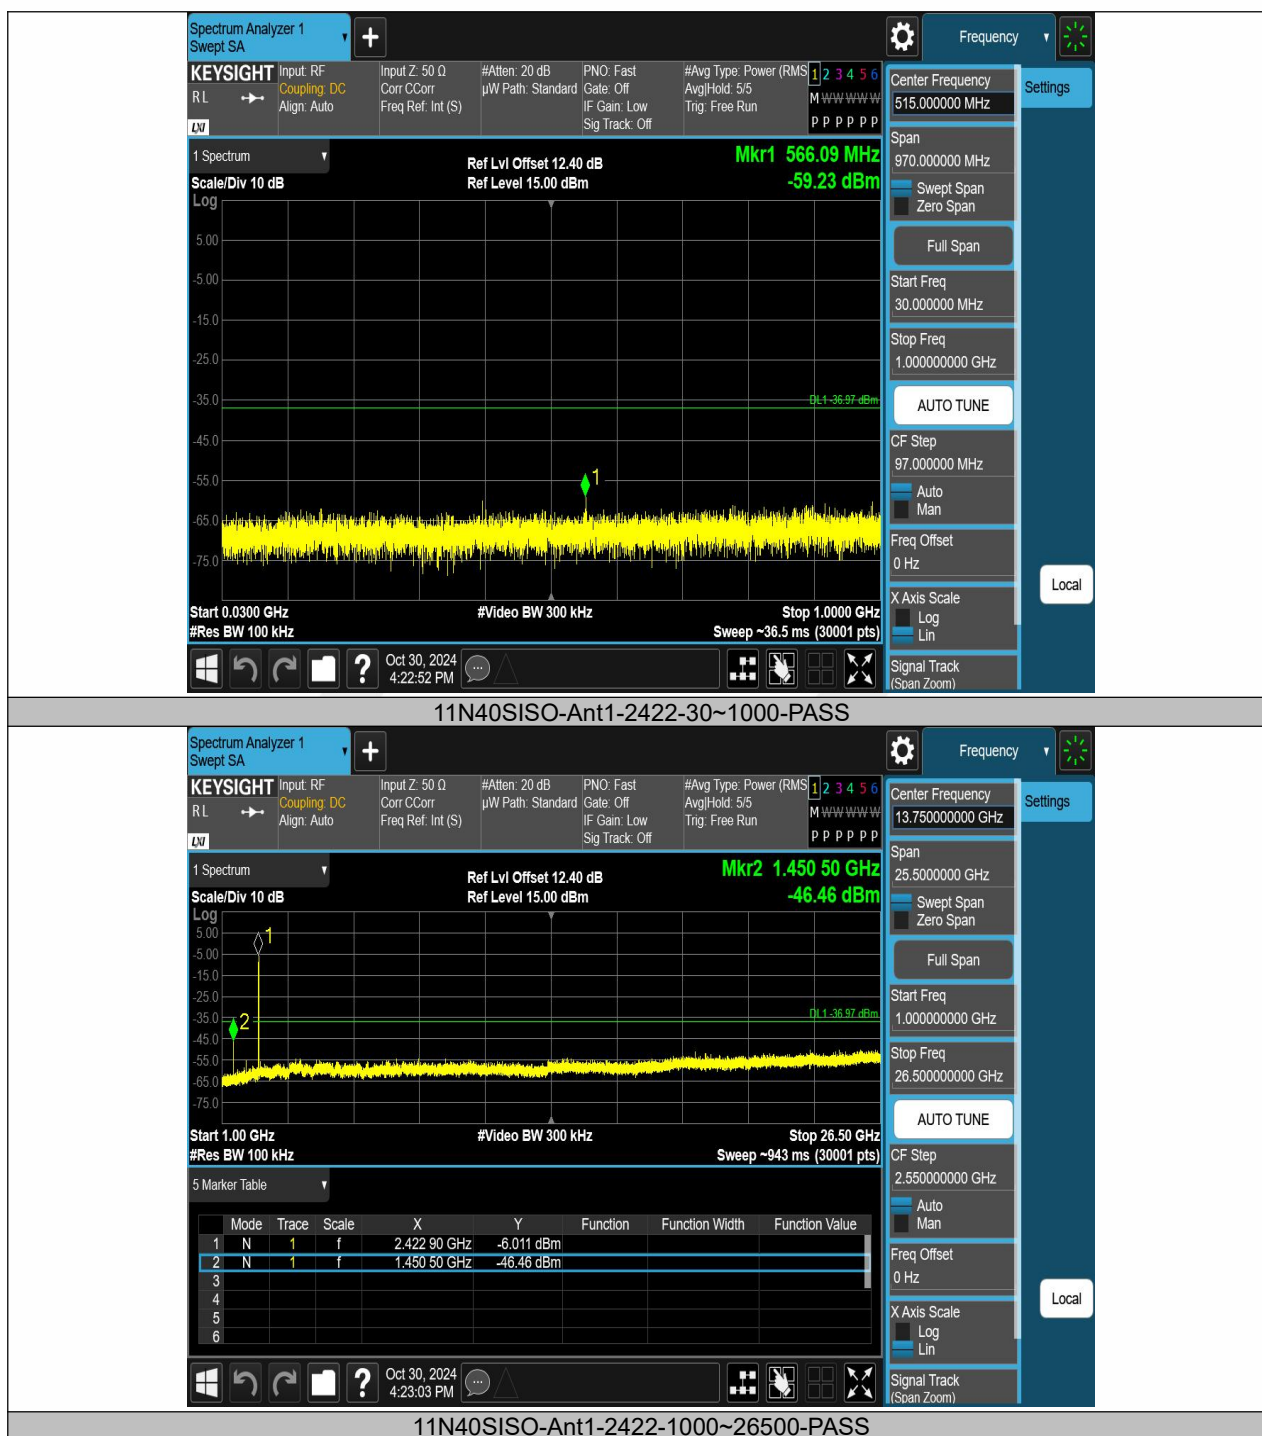 Spectrum Analyzer 1
Swept SA
+
Frequency
KEYSIGHT
RL
LXI
Input: RF
Coupling: DC
Align: Auto
Input Z: 50 Ω
Corr CCorr
Freq Ref: Int (S)
#Atten: 20 dB
µW Path: Standard
PNO: Fast
Gate: Off
IF Gain: Low
Sig Track: Off
#Avg Type: Power (RMS
Avg|Hold: 5/5
Trig: Free Run
1 2 3 4 5 6
M W W W W W
P P P P P P
1 Spectrum
Scale/Div 10 dB
Log
Ref Lvl Offset 12.40 dB
Ref Level 15.00 dBm
Mkr1 566.09 MHz
-59.23 dBm
5.00
-5.00
-15.0
-25.0
-35.0
-45.0
-55.0
-65.0
-75.0
DL1 -36.97 dBm
1
Start 0.0300 GHz
#Res BW 100 kHz
#Video BW 300 kHz
Stop 1.0000 GHz
Sweep ~36.5 ms (30001 pts)
?
Oct 30, 2024
4:22:52 PM
Center Frequency
515.000000 MHz
Span
970.000000 MHz
Swept Span
Zero Span
Full Span
Start Freq
30.000000 MHz
Stop Freq
1.000000000 GHz
AUTO TUNE
CF Step
97.000000 MHz
Auto
Man
Freq Offset
0 Hz
X Axis Scale
Log
Lin
Signal Track
(Span Zoom)
Settings
Local
11N40SISO-Ant1-2422-30~1000-PASS
Spectrum Analyzer 1
Swept SA
+
Frequency
KEYSIGHT
RL
LXI
Input: RF
Coupling: DC
Align: Auto
Input Z: 50 Ω
Corr CCorr
Freq Ref: Int (S)
#Atten: 20 dB
µW Path: Standard
PNO: Fast
Gate: Off
IF Gain: Low
Sig Track: Off
#Avg Type: Power (RMS
Avg|Hold: 5/5
Trig: Free Run
1 2 3 4 5 6
M W W W W W
P P P P P P
1 Spectrum
Scale/Div 10 dB
Log
Ref Lvl Offset 12.40 dB
Ref Level 15.00 dBm
Mkr2 1.450 50 GHz
-46.46 dBm
5.00
-5.00
-15.0
-25.0
-35.0
-45.0
-55.0
-65.0
-75.0
1
2
DL1 -36.97 dBm
Start 1.00 GHz
#Res BW 100 kHz
#Video BW 300 kHz
Stop 26.50 GHz
Sweep ~943 ms (30001 pts)
5 Marker Table
Mode Trace Scale X Y Function Function Width Function Value
1 N 1 f 2.422 90 GHz -6.011 dBm
2 N 1 f 1.450 50 GHz -46.46 dBm
3
4
5
6
?
Oct 30, 2024
4:23:03 PM
Center Frequency
13.750000000 GHz
Span
25.5000000 GHz
Swept Span
Zero Span
Full Span
Start Freq
1.000000000 GHz
Stop Freq
26.500000000 GHz
AUTO TUNE
CF Step
2.550000000 GHz
Auto
Man
Freq Offset
0 Hz
X Axis Scale
Log
Lin
Signal Track
(Span Zoom)
Settings
Local
11N40SISO-Ant1-2422-1000~26500-PASS